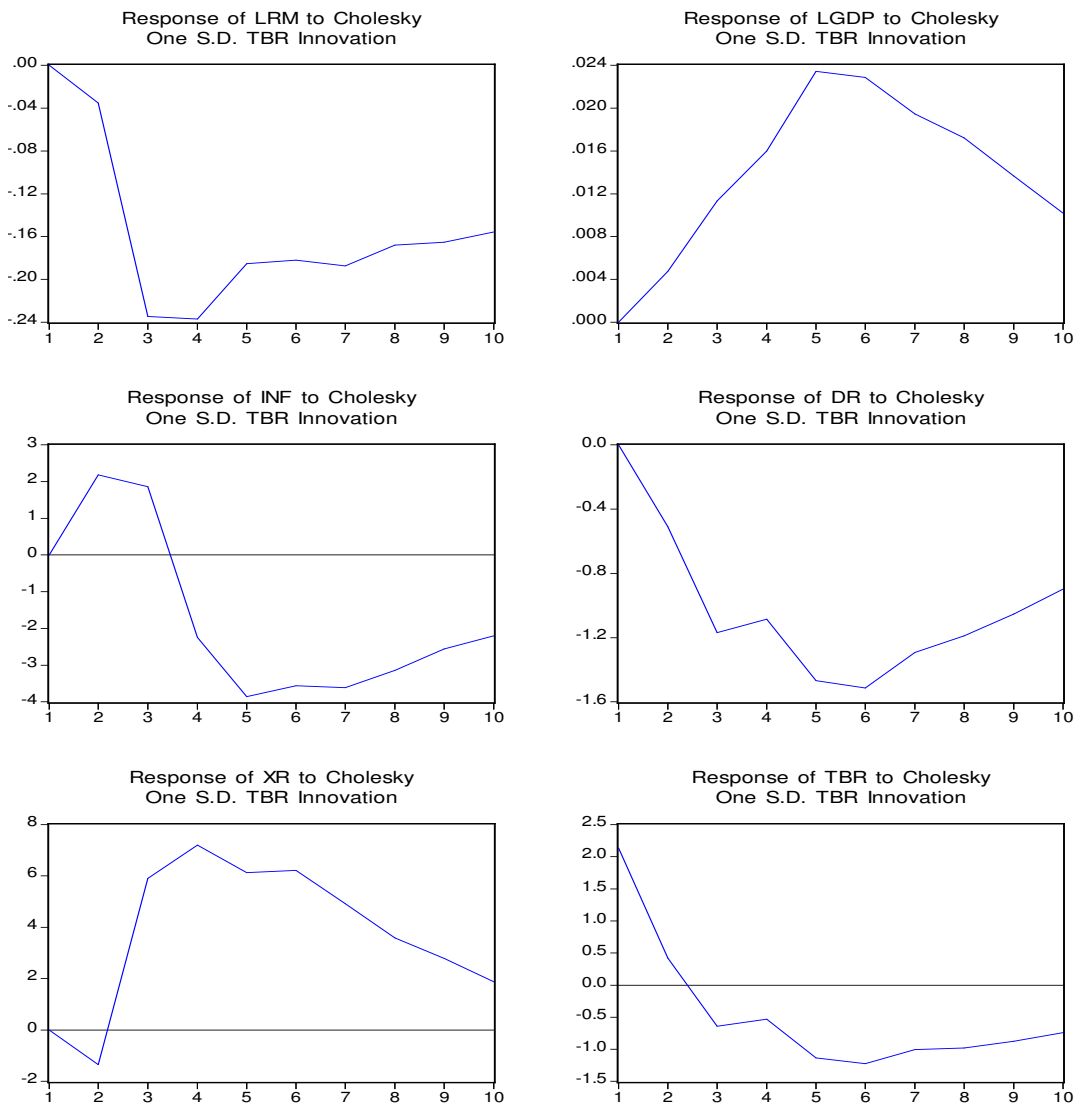 Response of LRM to Cholesky
One S.D. TBR Innovation
.00
-.04
-.08
-.12
-.16
-.20
-.24
1 2 3 4 5 6 7 8 9 10
Response of LGDP to Cholesky
One S.D. TBR Innovation
.024
.020
.016
.012
.008
.004
.000
1 2 3 4 5 6 7 8 9 10
Response of INF to Cholesky
One S.D. TBR Innovation
3
2
1
0
-1
-2
-3
-4
1 2 3 4 5 6 7 8 9 10
Response of DR to Cholesky
One S.D. TBR Innovation
0.0
-0.4
-0.8
-1.2
-1.6
1 2 3 4 5 6 7 8 9 10
Response of XR to Cholesky
One S.D. TBR Innovation
8
6
4
2
0
-2
1 2 3 4 5 6 7 8 9 10
Response of TBR to Cholesky
One S.D. TBR Innovation
2.5
2.0
1.5
1.0
0.5
0.0
-0.5
-1.0
-1.5
1 2 3 4 5 6 7 8 9 10